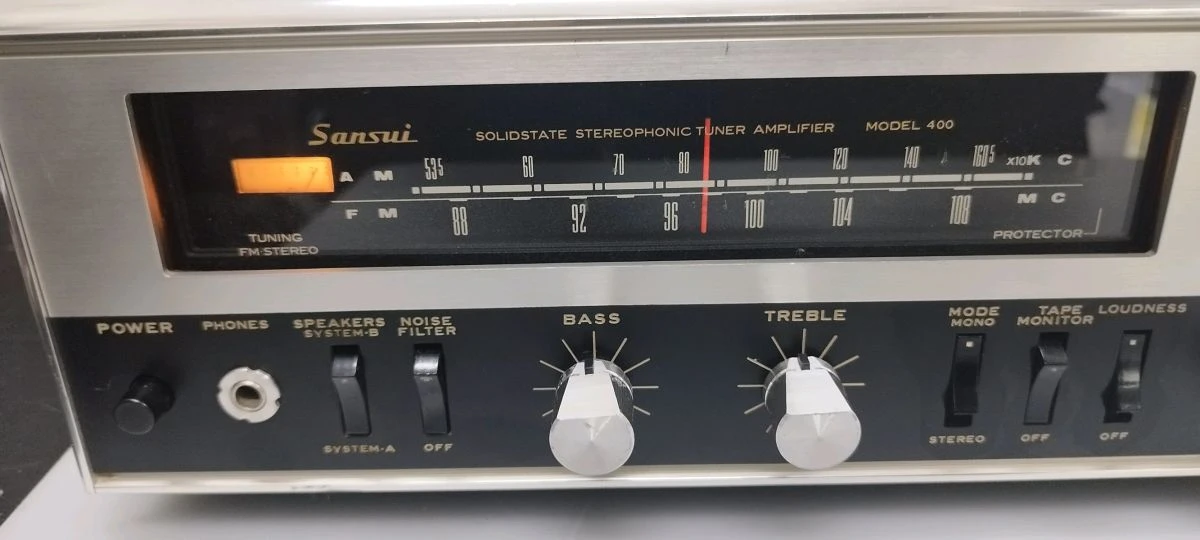 Sansui SOLIDSTATE STEREOPHONIC TUNER AMPLIFIER MODEL 400
A M 535 60 70 80 100 120 140 1605 x10K C
F M 88 92 96 100 104 108 M C
TUNING
FM·STEREO
PROTECTOR
POWER
PHONES
SPEAKERS
SYSTEM-B
SYSTEM-A
NOISE
FILTER
OFF
BASS
TREBLE
MODE
MONO
STEREO
TAPE
MONITOR
OFF
LOUDNESS
OFF